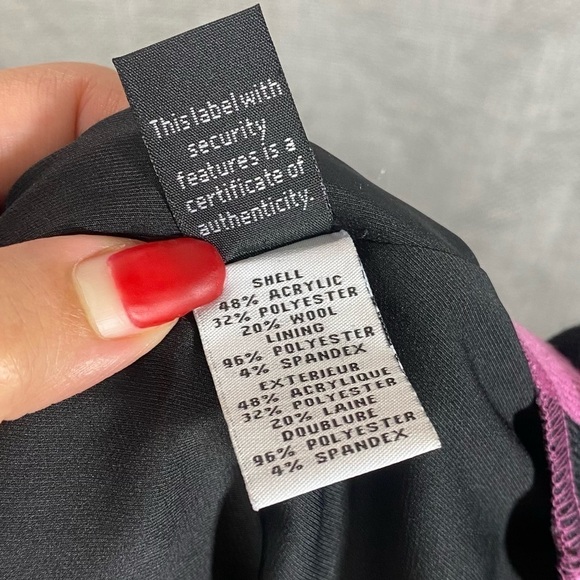 This label with
security
features is a
certificate of
authenticity.
SHELL
48% ACRYLIC
32% POLYESTER
20% WOOL
LINING
96% POLYESTER
4% SPANDEX
EXTERIEUR
48% ACRYLIQUE
32% POLYESTER
20% LAINE
DOUBLURE
96% POLYESTER
4% SPANDEX